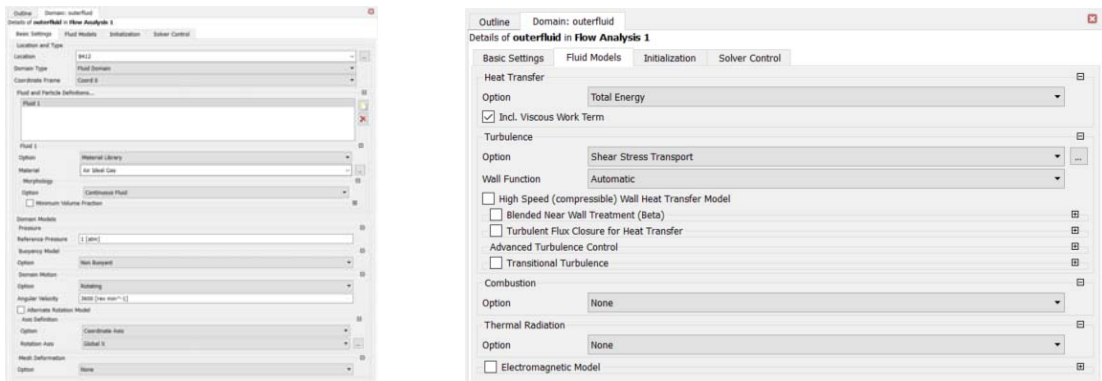 Outline Domain: outerfluid
Details of outerfluid in Flow Analysis 1
Basic Settings Fluid Models Initialization Solver Control
Location and Type
Location B412
Domain Type Fluid Domain
Coordinate Frame Coord 0
Fluid and Particle Definitions...
Fluid 1
Fluid 1
Option Material Library
Material Air Ideal Gas
Morphology
Option Continuous Fluid
Minimum Volume Fraction
Domain Models
Pressure
Reference Pressure 1 [atm]
Buoyancy Model
Option Non Buoyant
Domain Motion
Option Rotating
Angular Velocity 3600 [rev min^-1]
Alternate Rotation Model
Axis Definition
Option Coordinate Axis
Rotation Axis Global X
Mesh Deformation
Option None
Outline Domain: outerfluid
Details of outerfluid in Flow Analysis 1
Basic Settings Fluid Models Initialization Solver Control
Heat Transfer
Option Total Energy
Incl. Viscous Work Term
Turbulence
Option Shear Stress Transport ...
Wall Function Automatic
High Speed (compressible) Wall Heat Transfer Model
Blended Near Wall Treatment (Beta)
Turbulent Flux Closure for Heat Transfer
Advanced Turbulence Control
Transitional Turbulence
Combustion
Option None
Thermal Radiation
Option None
Electromagnetic Model